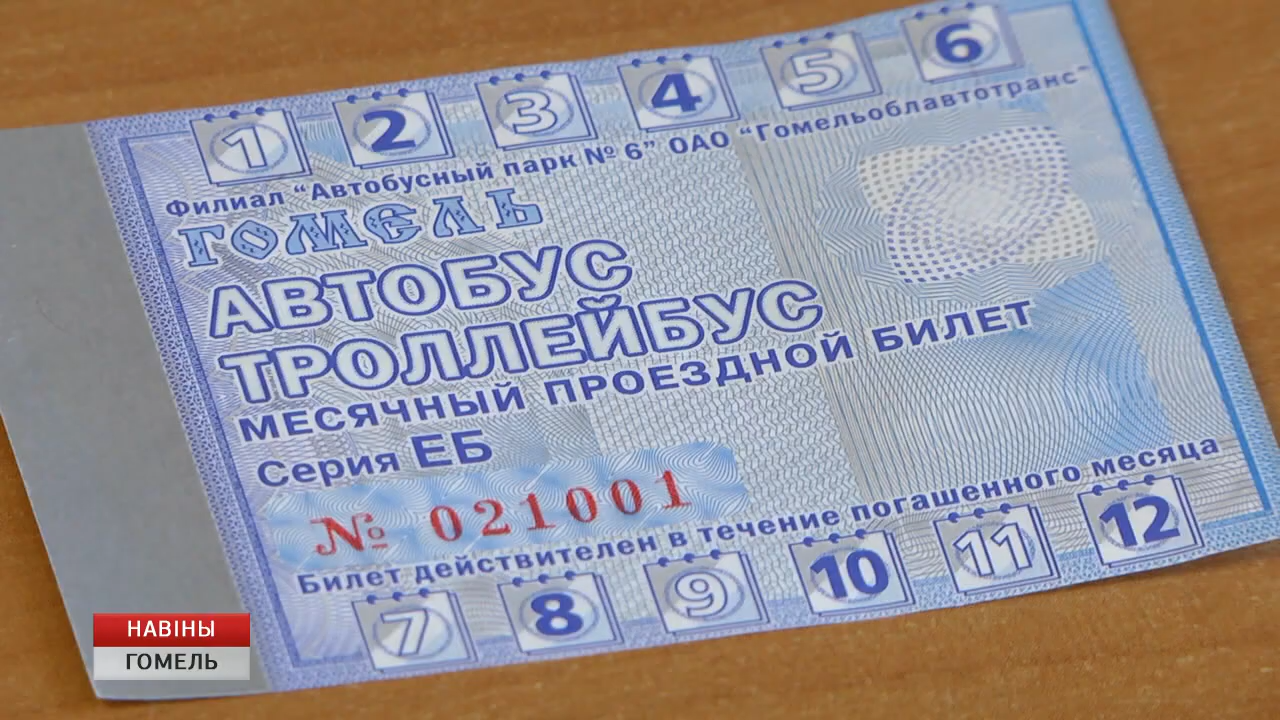 1 2 3 4 5 6
Филиал “Автобусный парк № 6” ОАО “Гомельоблавтотранс”
ГОМЕЛЬ
АВТОБУС
ТРОЛЛЕЙБУС
МЕСЯЧНЫЙ ПРОЕЗДНОЙ БИЛЕТ
Серия ЕБ
№ 021001
Билет действителен в течение погашенного месяца
7 8 9 10 11 12
НАВІНЫ
ГОМЕЛЬ